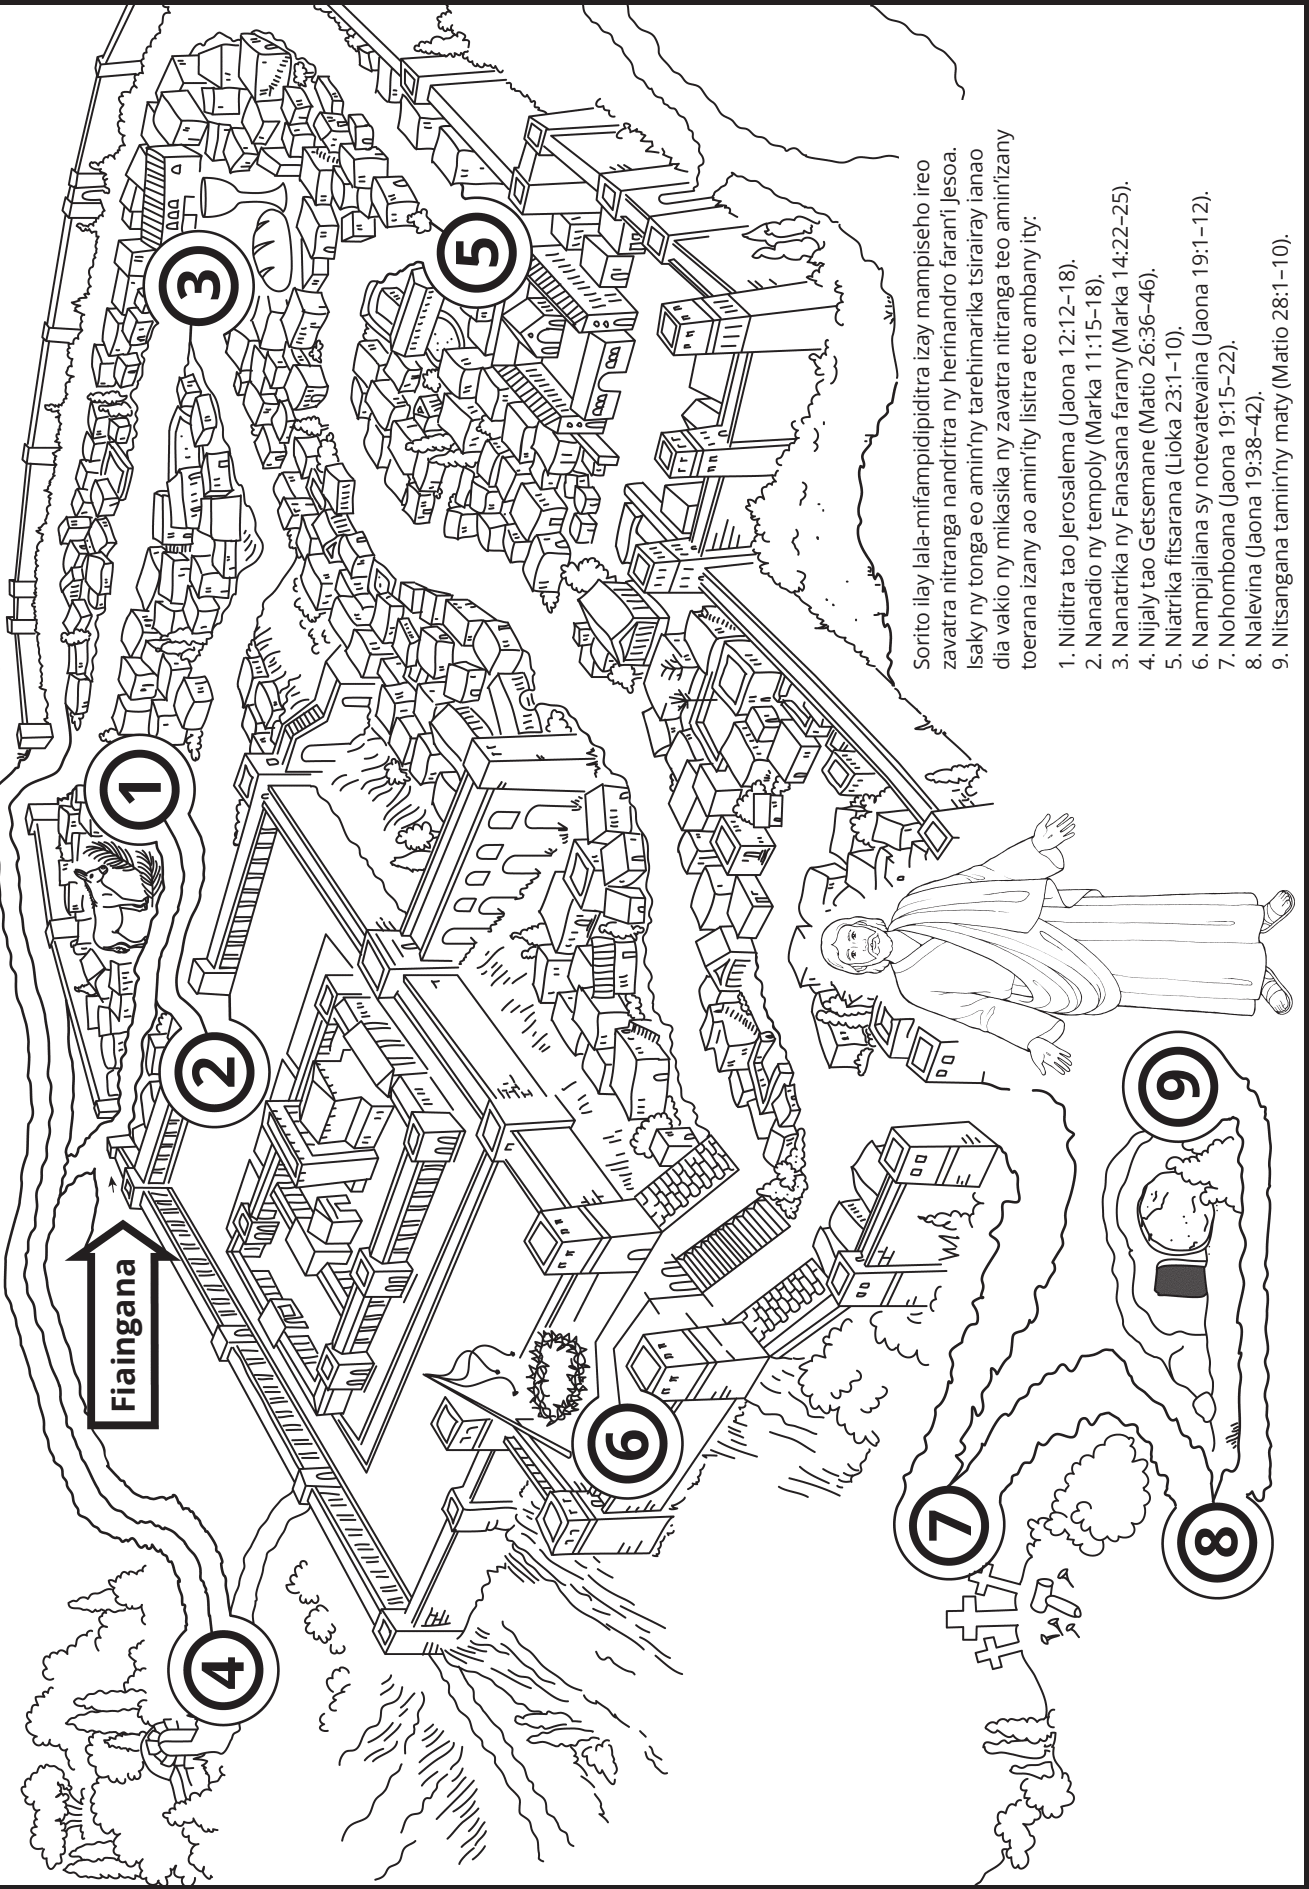 Sorito ilay lala-mifampidipiditra izay mampiseho ireo
zavatra nitranga nandritra ny herinandro faran'i Jesoa.
Isaky ny tonga eo amin'ny tarehimarika tsirairay ianao
dia vakio ny mikasika ny zavatra nitranga teo amin'izany
toerana izany ao amin'ity lisitra eto ambany ity:
1. Niditra tao Jerosalema (Jaona 12:12–18).
2. Nanadio ny tempoly (Marka 11:15–18).
3. Nanatrika ny Fanasana farany (Marka 14:22–25).
4. Nijaly tao Getsemane (Matio 26:36–46).
5. Niatrika fitsarana (Lioka 23:1–10).
6. Nampijaliana sy notevatevaina (Jaona 19:1–12).
7. Nohomboana (Jaona 19:15–22).
8. Nalevina (Jaona 19:38–42).
9. Nitsangana tamin'ny maty (Matio 28:1–10).
Fiaingana
1
2
3
4
5
6
7
8
9